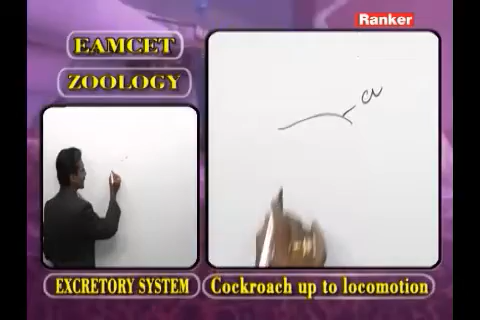 Ranker
EAMCET
ZOOLOGY
a
EXCRETORY SYSTEM
Cockroach up to locomotion